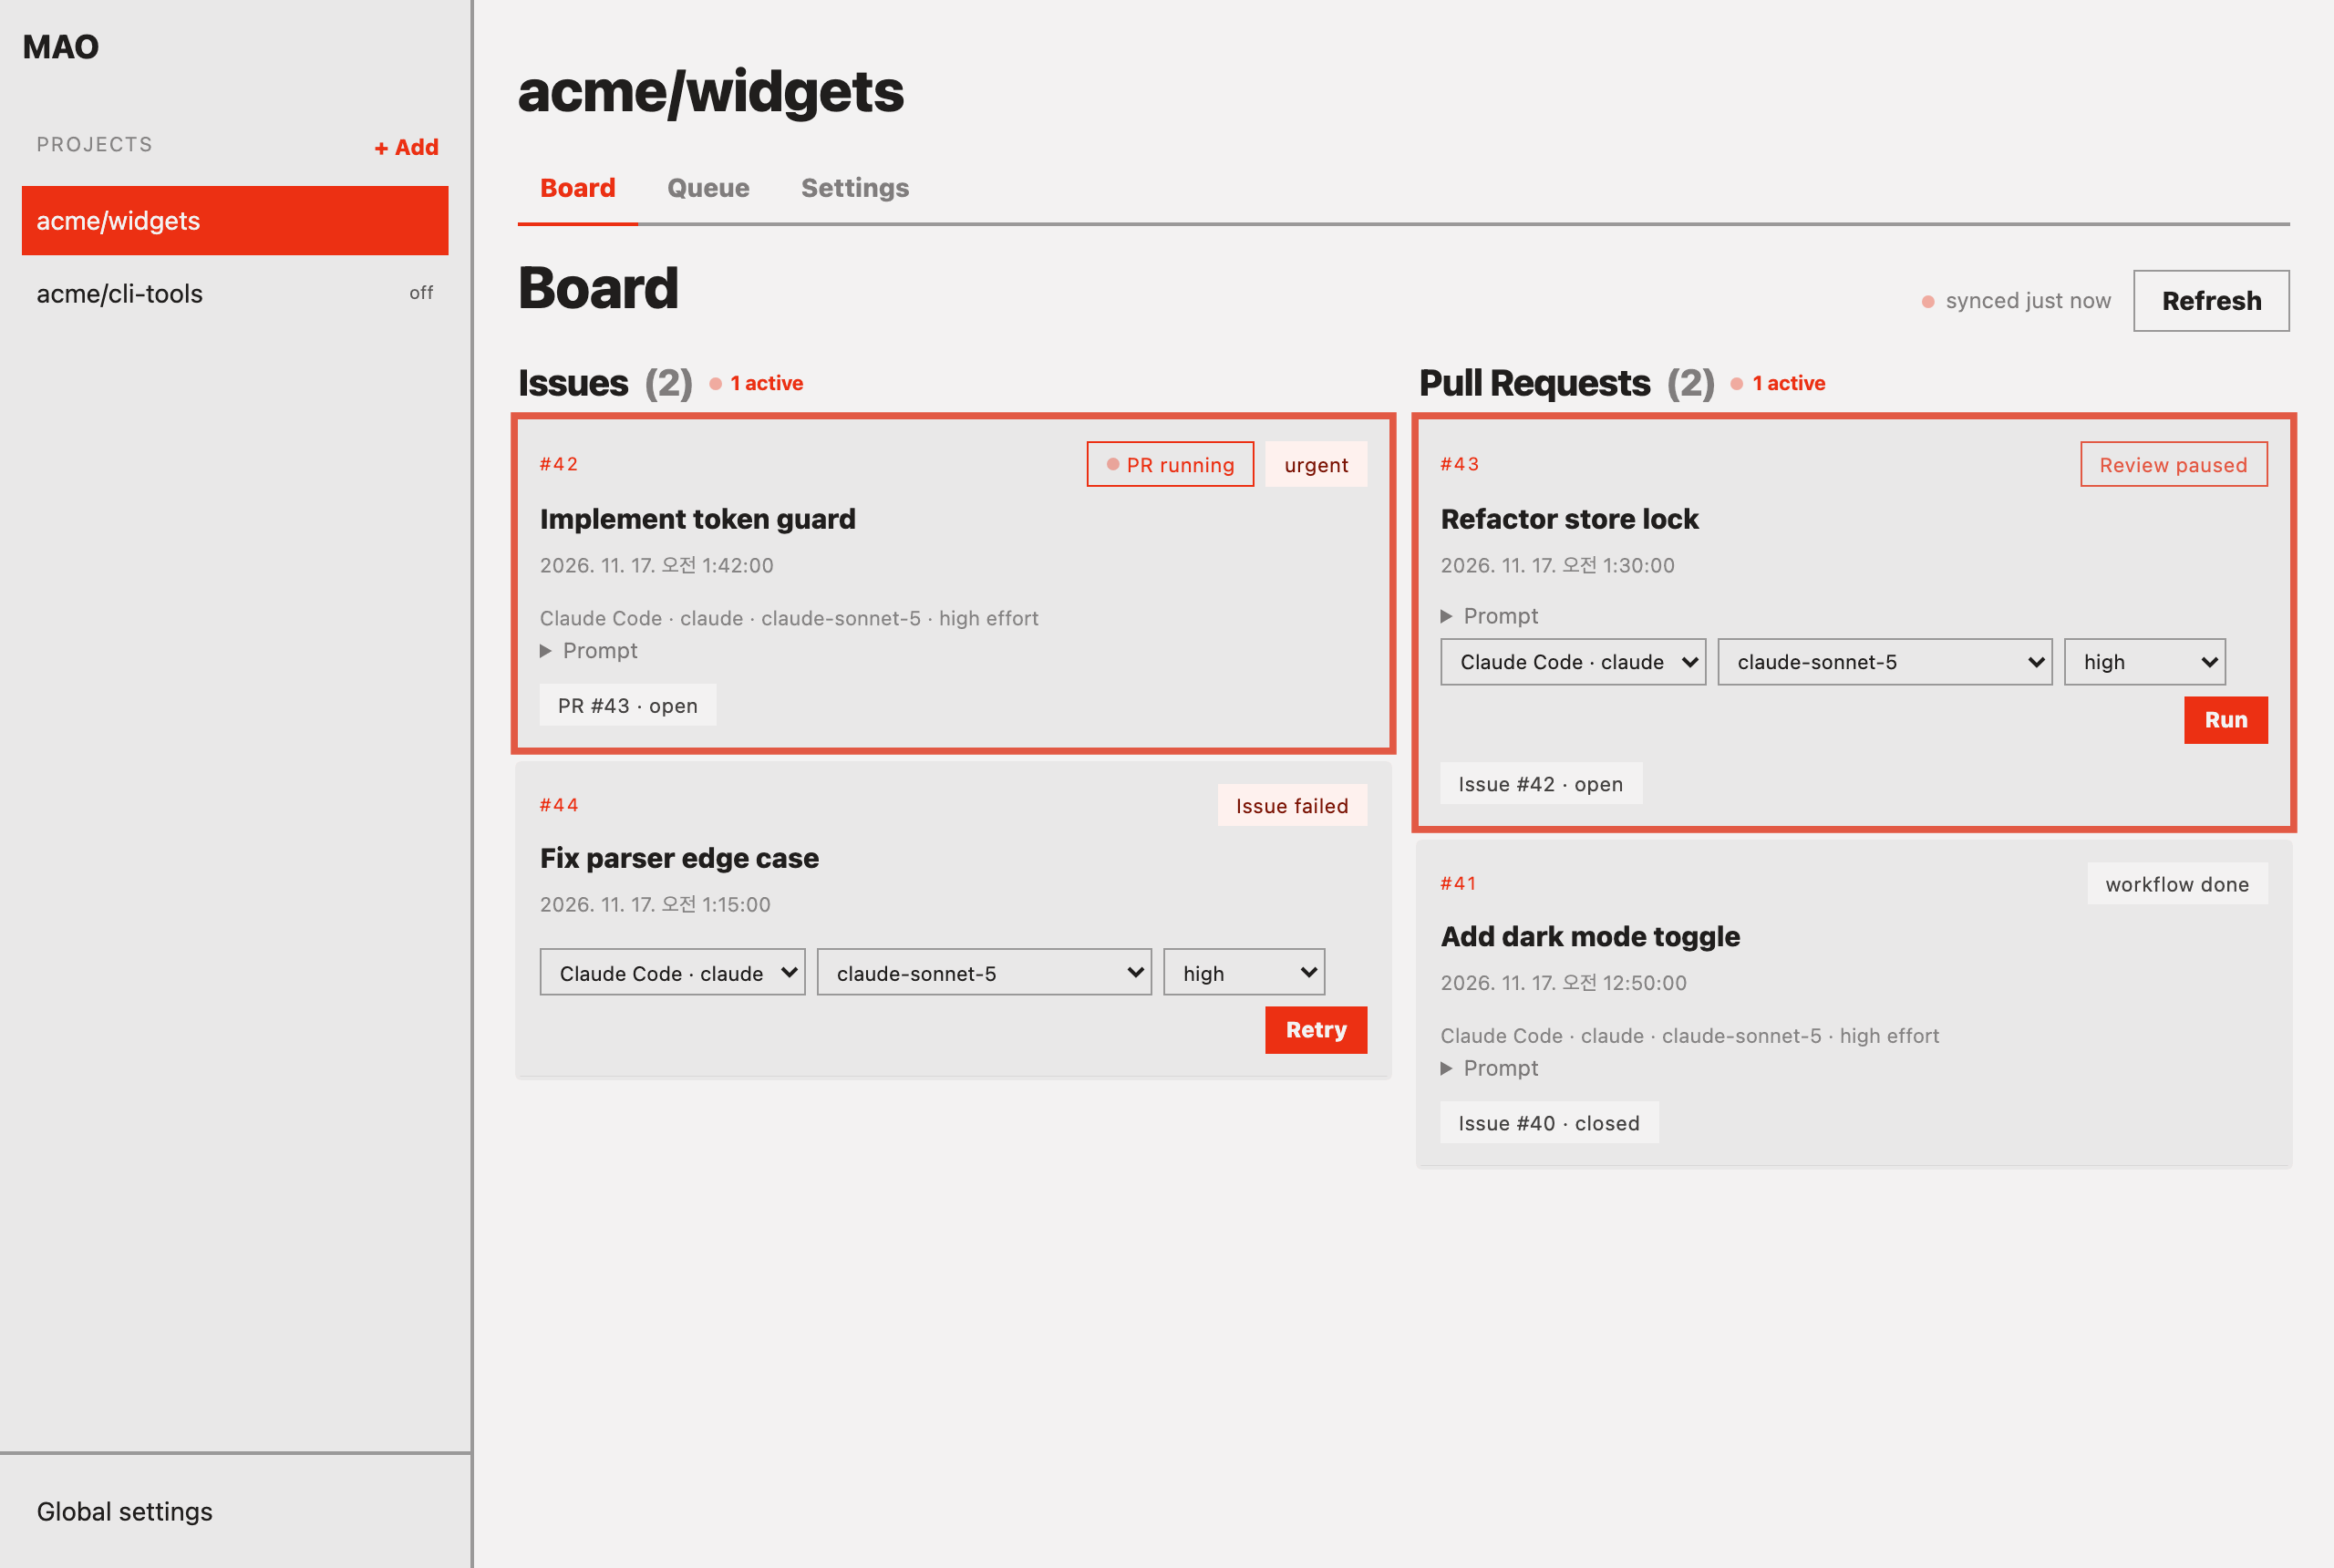 MAO
PROJECTS
+ Add
acme/widgets
acme/cli-tools
off
Global settings
acme/widgets
Board
Queue
Settings
Board
synced just now
Refresh
Issues (2)
1 active
#42
PR running
urgent
Implement token guard
2026. 11. 17. 오전 1:42:00
Claude Code · claude · claude-sonnet-5 · high effort
Prompt
PR #43 · open
#44
Issue failed
Fix parser edge case
2026. 11. 17. 오전 1:15:00
Claude Code · claude
claude-sonnet-5
high
Retry
Pull Requests (2)
1 active
#43
Review paused
Refactor store lock
2026. 11. 17. 오전 1:30:00
Prompt
Claude Code · claude
claude-sonnet-5
high
Run
Issue #42 · open
#41
workflow done
Add dark mode toggle
2026. 11. 17. 오전 12:50:00
Claude Code · claude · claude-sonnet-5 · high effort
Prompt
Issue #40 · closed